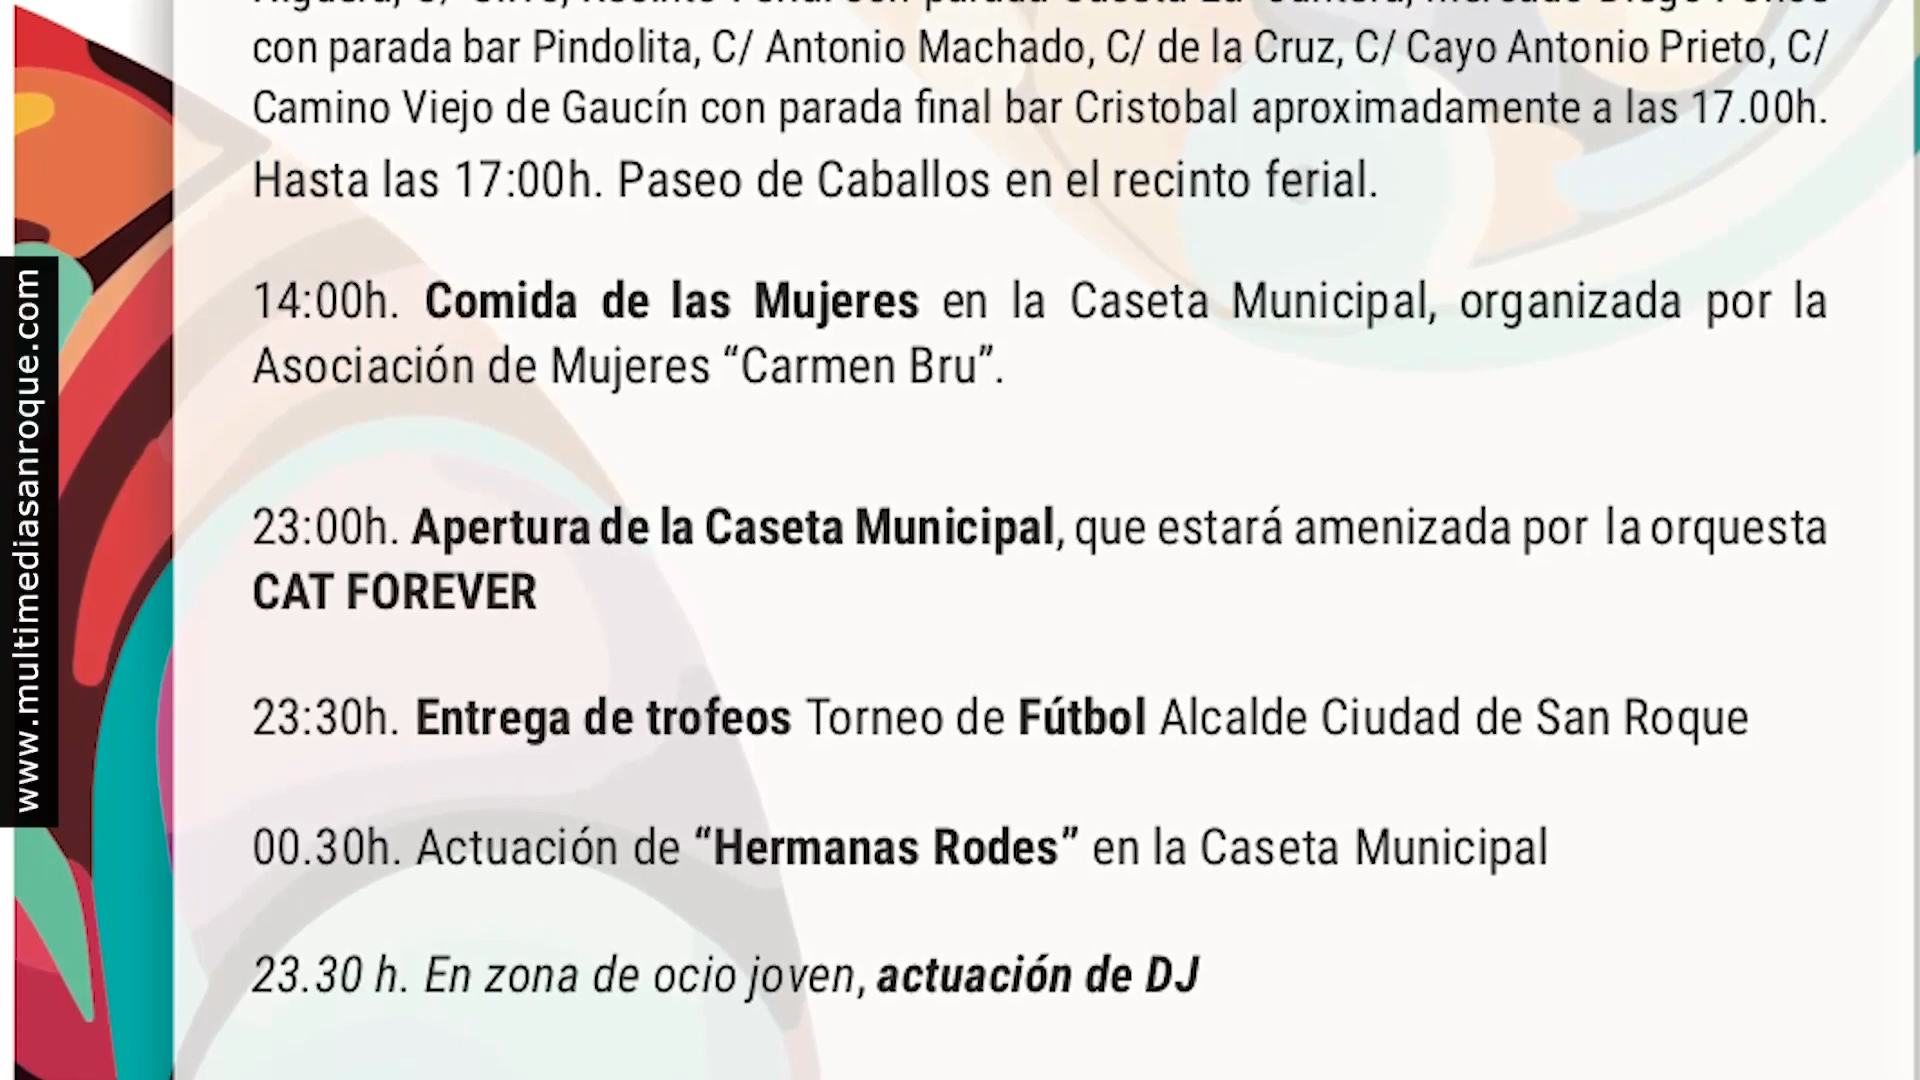 con parada bar Pindolita, C/ Antonio Machado, C/ de la Cruz, C/ Cayo Antonio Prieto, C/
Camino Viejo de Gaucín con parada final bar Cristobal aproximadamente a las 17.00h.
Hasta las 17:00h. Paseo de Caballos en el recinto ferial.
14:00h. Comida de las Mujeres en la Caseta Municipal, organizada por la
Asociación de Mujeres “Carmen Bru”.
23:00h. Apertura de la Caseta Municipal, que estará amenizada por la orquesta
CAT FOREVER
23:30h. Entrega de trofeos Torneo de Fútbol Alcalde Ciudad de San Roque
00.30h. Actuación de “Hermanas Rodes” en la Caseta Municipal
23.30 h. En zona de ocio joven, actuación de DJ
www.multimediasanroque.com